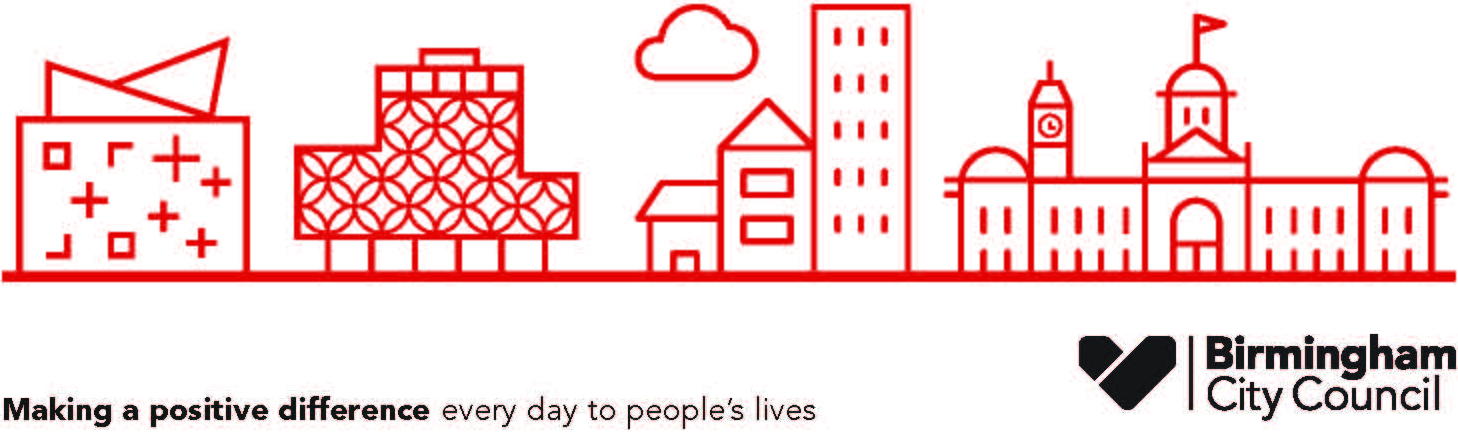 Birmingham
City Council
Making a positive difference every day to people's lives